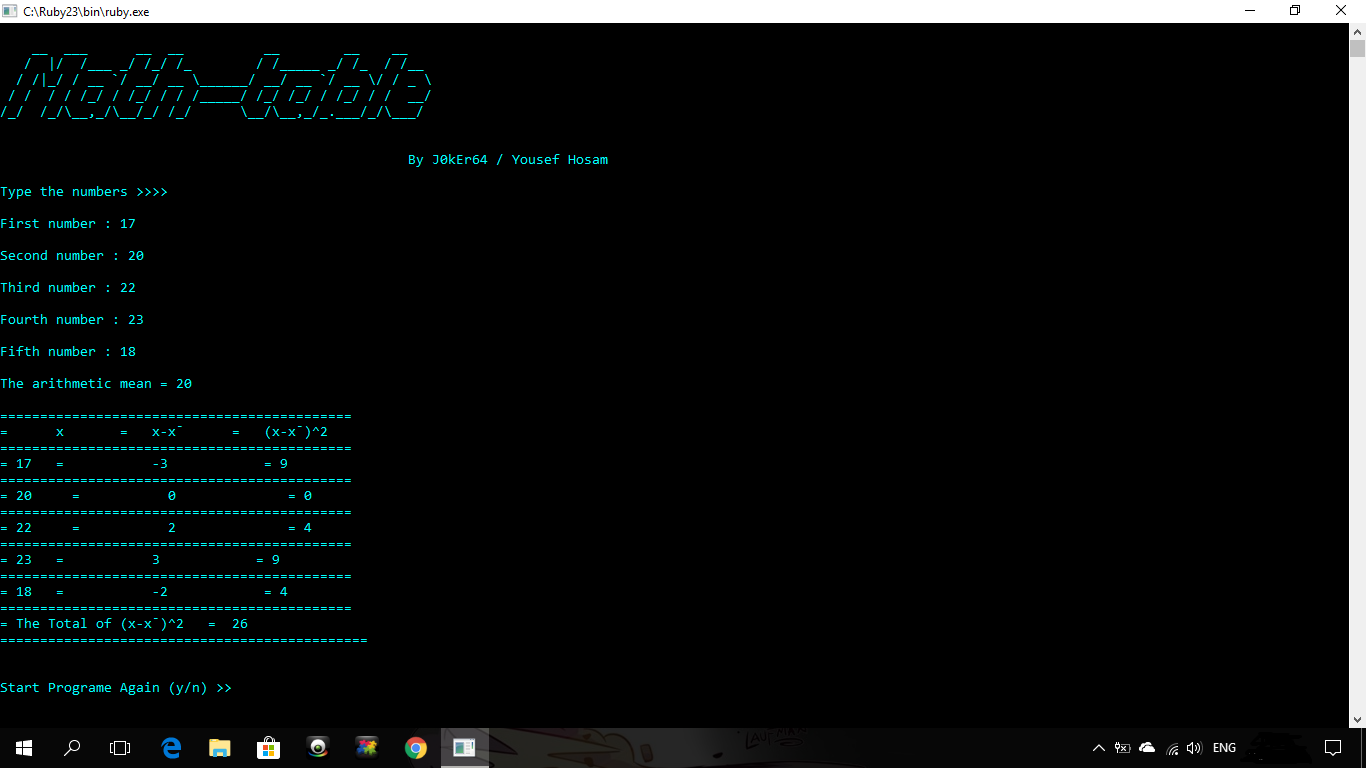 C:\Ruby23\bin\ruby.exe
Math-table
By J0kEr64 / Yousef Hosam
Type the numbers >>>>
First number : 17
Second number : 20
Third number : 22
Fourth number : 23
Fifth number : 18
The arithmetic mean = 20
============================================
=      x       =   x-x¯      =   (x-x¯)^2
============================================
= 17   =           -3            = 9
============================================
= 20     =           0              = 0
============================================
= 22     =           2              = 4
============================================
= 23   =           3            = 9
============================================
= 18   =           -2            = 4
============================================
= The Total of (x-x¯)^2   =  26
==============================================
Start Programe Again (y/n) >>
ENG